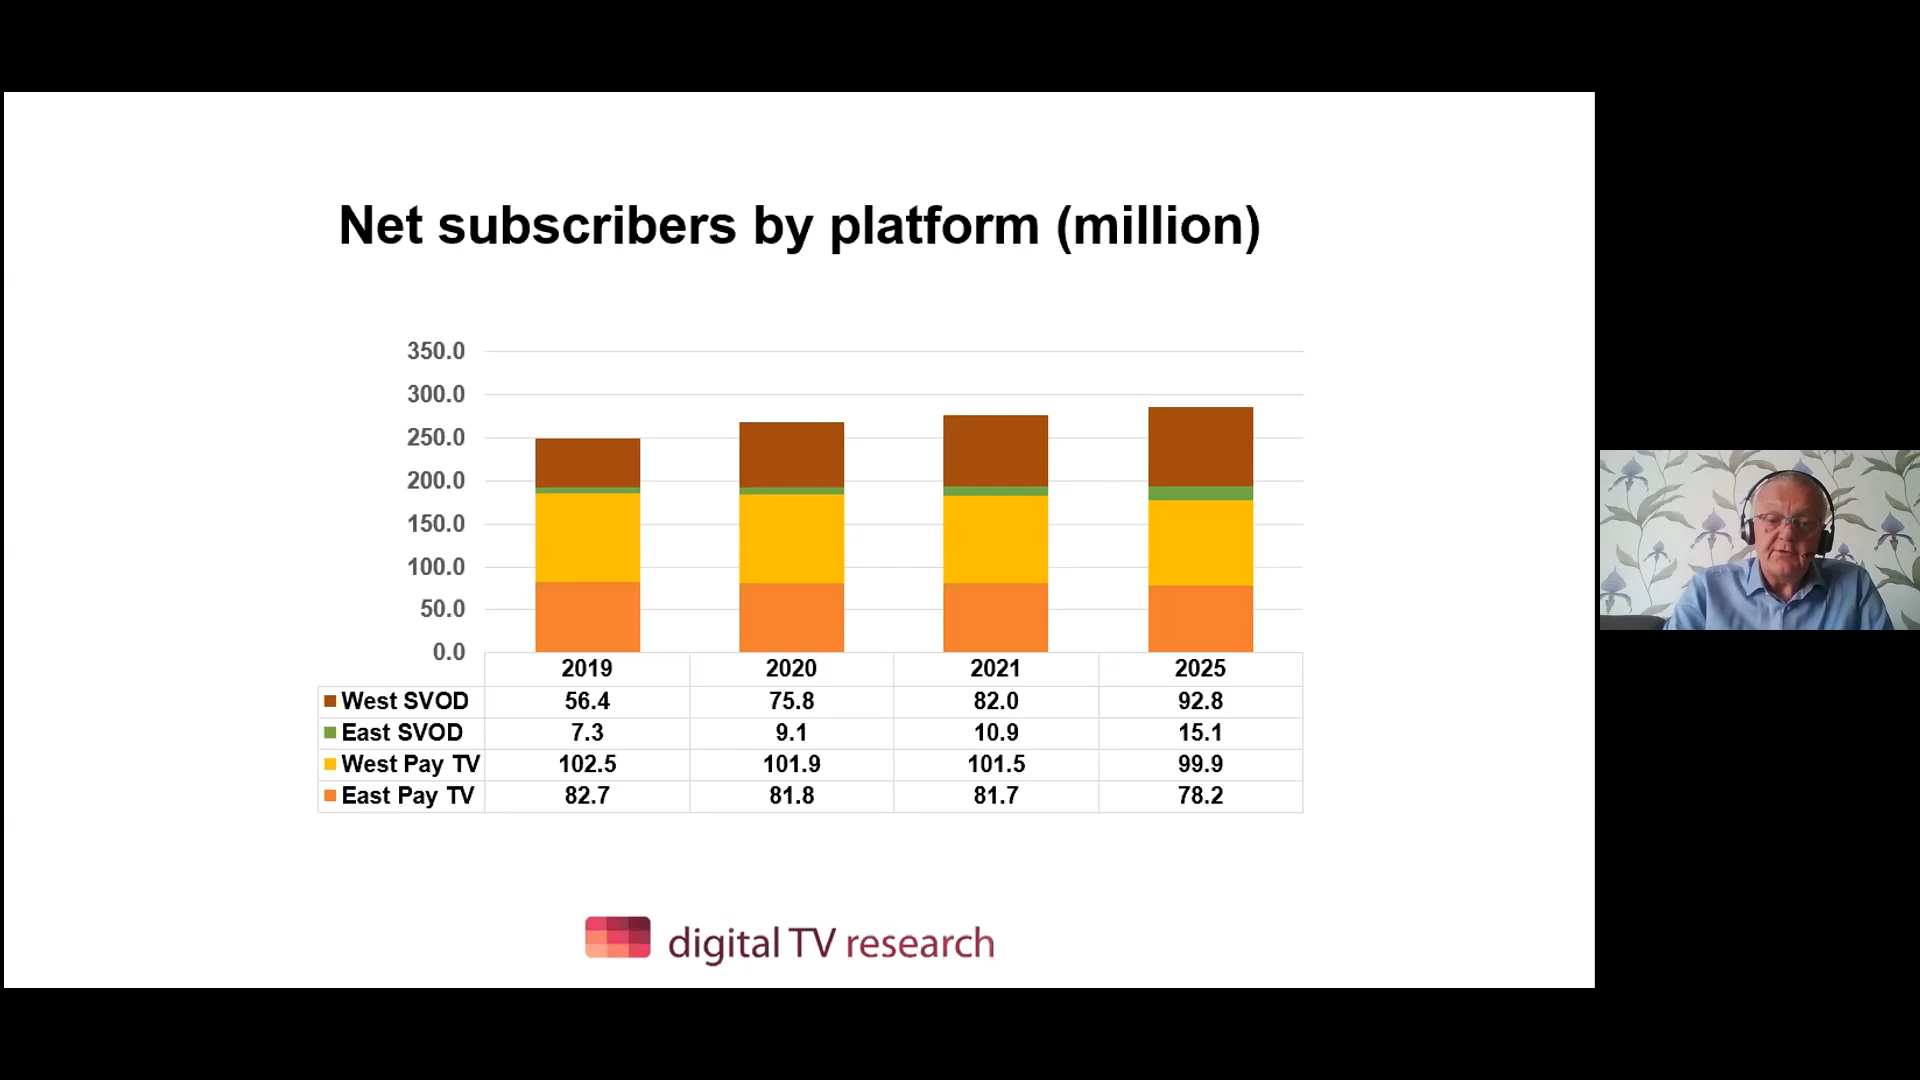 Net subscribers by platform (million)
350.0
300.0
250.0
200.0
150.0
100.0
50.0
0.0
2019 2020 2021 2025
West SVOD 56.4 75.8 82.0 92.8
East SVOD 7.3 9.1 10.9 15.1
West Pay TV 102.5 101.9 101.5 99.9
East Pay TV 82.7 81.8 81.7 78.2
digital TV research